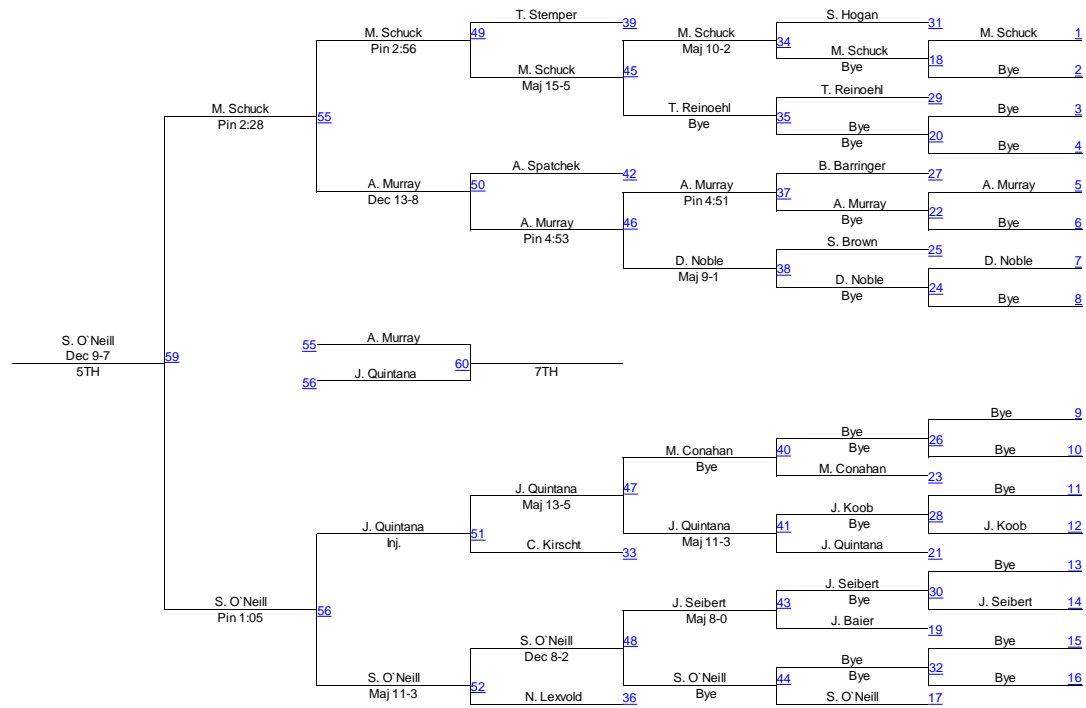 T. Stemper 39
S. Hogan 31
M. Schuck 49
Pin 2:56
M. Schuck 34
Maj 10-2
M. Schuck 1
M. Schuck 18
Bye
M. Schuck 45
Maj 15-5
Bye 2
T. Reinoehl 29
M. Schuck 55
Pin 2:28
T. Reinoehl 35
Bye
Bye 3
Bye 20
Bye
Bye 4
A. Spatchek 42
B. Barringer 27
A. Murray 50
Dec 13-8
A. Murray 37
Pin 4:51
A. Murray 5
A. Murray 22
Bye
A. Murray 46
Pin 4:53
Bye 6
S. Brown 25
D. Noble 38
Maj 9-1
D. Noble 7
D. Noble 24
Bye
Bye 8
S. O`Neill
Dec 9-7 59
5TH
55 A. Murray
60
7TH
56 J. Quintana
Bye 9
Bye 26
Bye
M. Conahan 40
Bye
Bye 10
M. Conahan 23
J. Quintana 47
Maj 13-5
Bye 11
J. Koob 28
Bye
J. Quintana 51
Inj.
J. Quintana 41
Maj 11-3
J. Koob 12
C. Kirscht 33
J. Quintana 21
Bye 13
J. Seibert 30
Bye
S. O`Neill 56
Pin 1:05
J. Seibert 43
Maj 8-0
J. Seibert 14
J. Baier 19
S. O`Neill 48
Dec 8-2
Bye 15
Bye 32
Bye
S. O`Neill 52
Maj 11-3
S. O`Neill 44
Bye
Bye 16
N. Lexvold 36
S. O`Neill 17